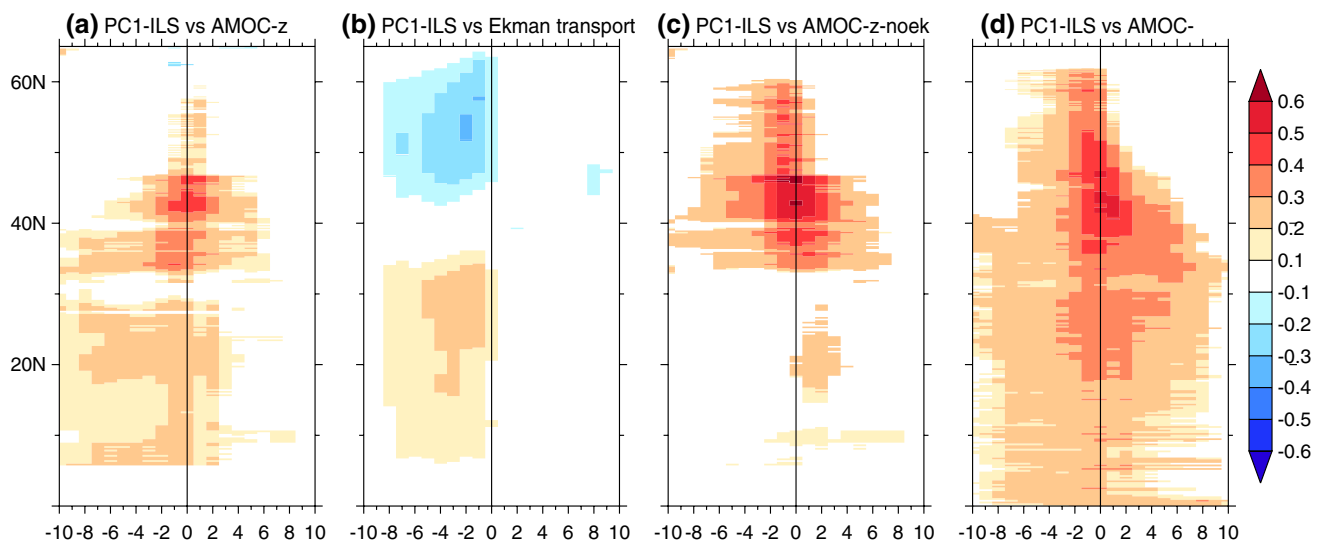 (a) PC1-ILS vs AMOC-z
(b) PC1-ILS vs Ekman transport
(c) PC1-ILS vs AMOC-z-noek
(d) PC1-ILS vs AMOC-
60N
40N
20N
-10 -8 -6 -4 -2 0 2 4 6 8 10
-10 -8 -6 -4 -2 0 2 4 6 8 10
-10 -8 -6 -4 -2 0 2 4 6 8 10
-10 -8 -6 -4 -2 0 2 4 6 8 10
0.6
0.5
0.4
0.3
0.2
0.1
-0.1
-0.2
-0.3
-0.4
-0.5
-0.6